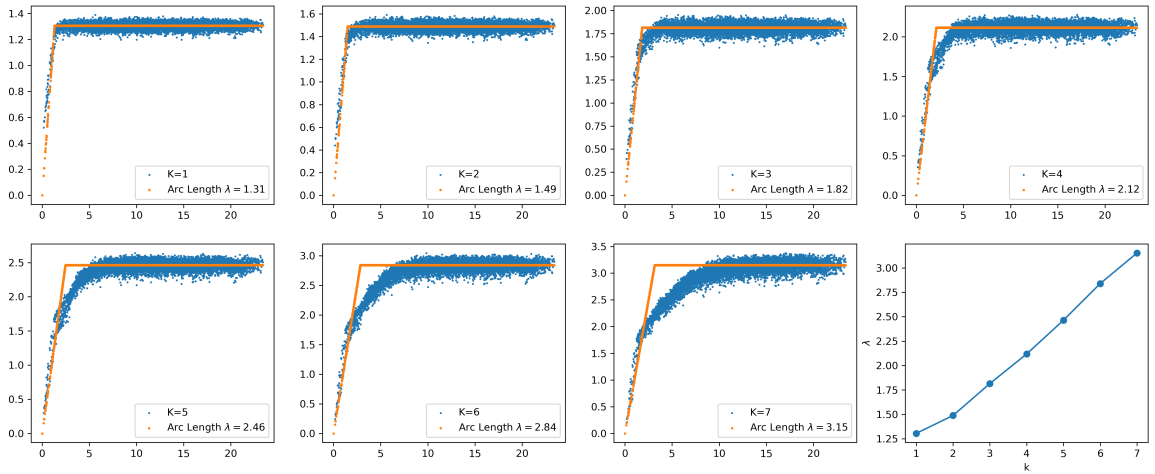 1.4
1.2
1.0
0.8
0.6
0.4
0.2
0.0
0 5 10 15 20
K=1
Arc Length λ = 1.31
1.6
1.4
1.2
1.0
0.8
0.6
0.4
0.2
0.0
0 5 10 15 20
K=2
Arc Length λ = 1.49
2.00
1.75
1.50
1.25
1.00
0.75
0.50
0.25
0.00
0 5 10 15 20
K=3
Arc Length λ = 1.82
2.0
1.5
1.0
0.5
0.0
0 5 10 15 20
K=4
Arc Length λ = 2.12
2.5
2.0
1.5
1.0
0.5
0.0
0 5 10 15 20
K=5
Arc Length λ = 2.46
3.0
2.5
2.0
1.5
1.0
0.5
0.0
0 5 10 15 20
K=6
Arc Length λ = 2.84
3.5
3.0
2.5
2.0
1.5
1.0
0.5
0.0
0 5 10 15 20
K=7
Arc Length λ = 3.15
3.00
2.75
2.50
2.25
2.00
1.75
1.50
1.25
λ
1 2 3 4 5 6 7
k